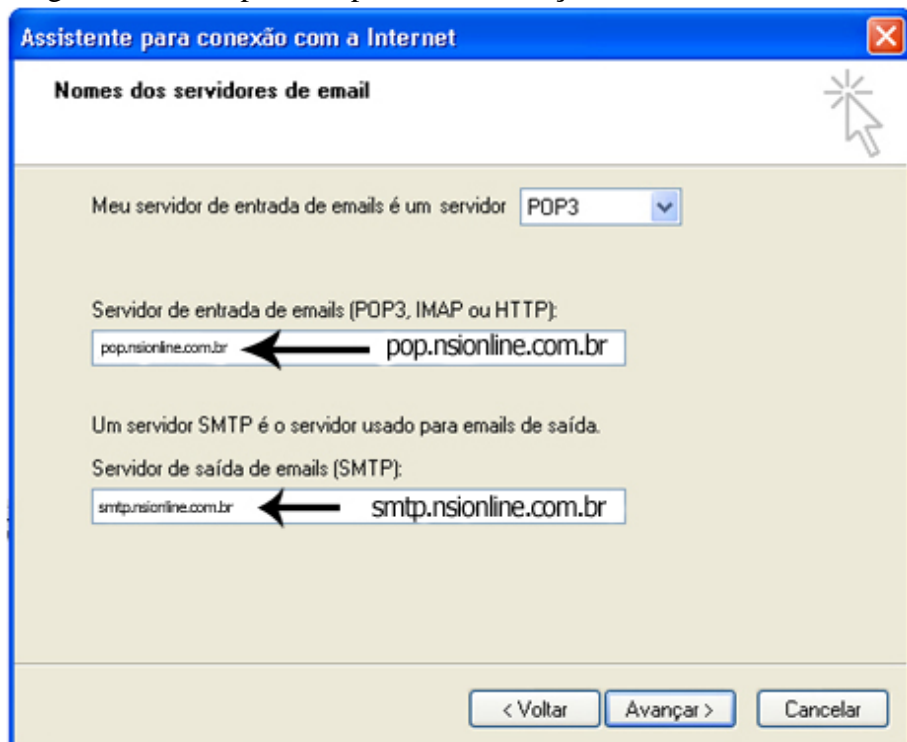 Assistente para conexão com a Internet
Nomes dos servidores de email
Meu servidor de entrada de emails é um servidor POP3
Servidor de entrada de emails (POP3, IMAP ou HTTP):
pop.nsionline.com.br pop.nsionline.com.br
Um servidor SMTP é o servidor usado para emails de saída.
Servidor de saída de emails (SMTP):
smtp.nsionline.com.br smtp.nsionline.com.br
< Voltar Avançar > Cancelar